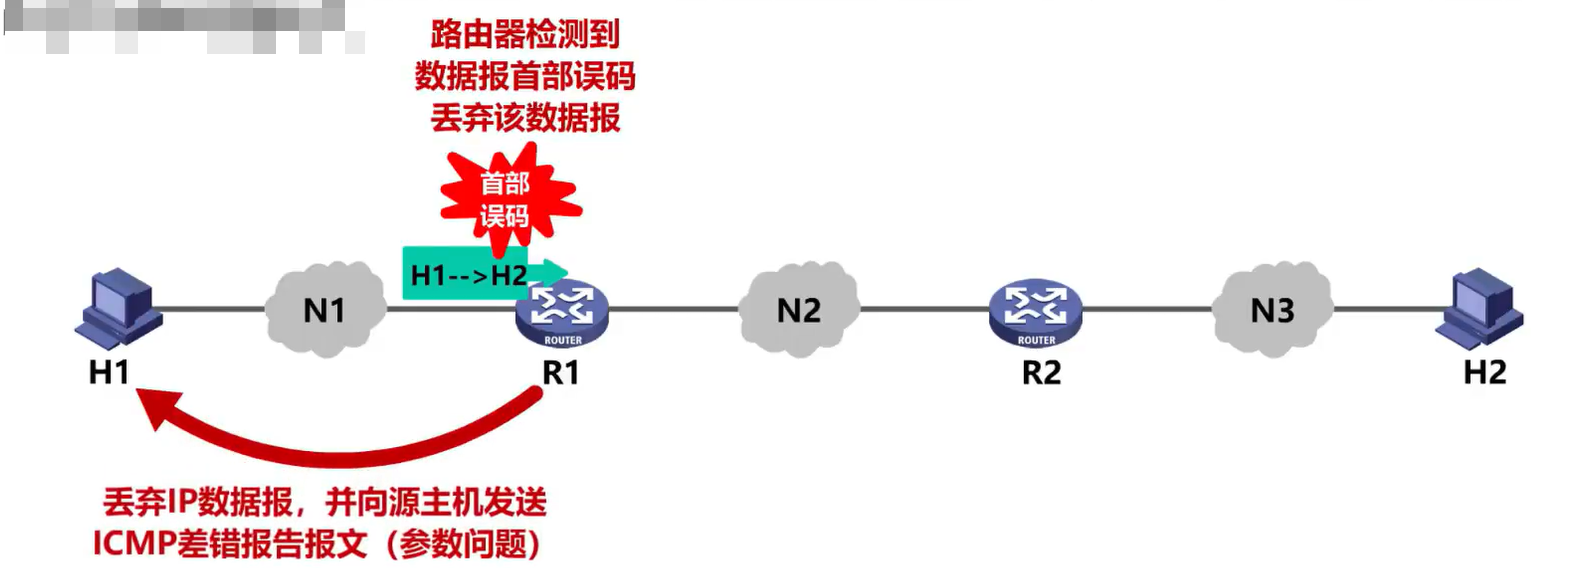 路由器检测到
数据报首部误码
丢弃该数据报
首部
误码
H1-->H2
N1
N2
N3
ROUTER
ROUTER
H1
R1
R2
H2
丢弃IP数据报，并向源主机发送
ICMP差错报告报文（参数问题）